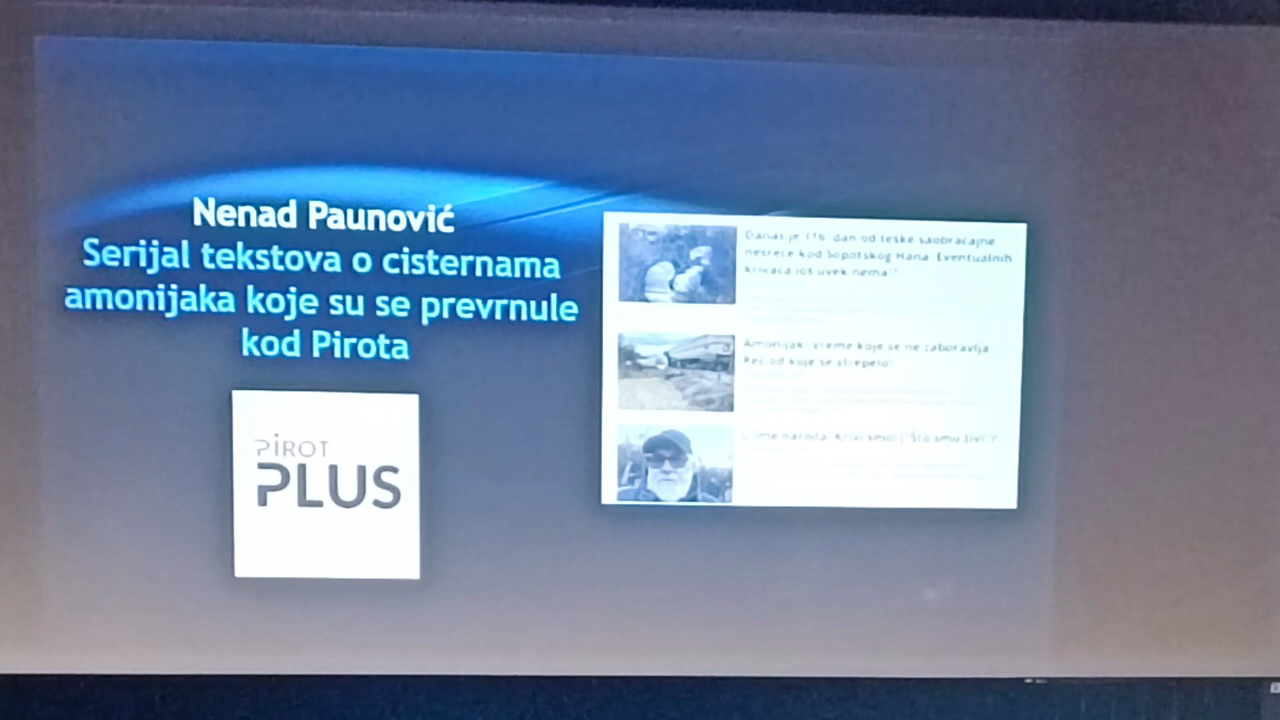 Nenad Paunović
Serijal tekstova o cisternama
amonijaka koje su se prevrnule
kod Pirota
PiROT
PLUS
Danas je 116. dan od teške saobraćajne
nesreće kod Sopotskog Hana. Eventualnih
krivaca još uvek nema
Amonijak: Vreme koje se ne zaboravlja.
Reč od koje se strepelo!
U ime naroda! Krivi smo! Što smo živi ?